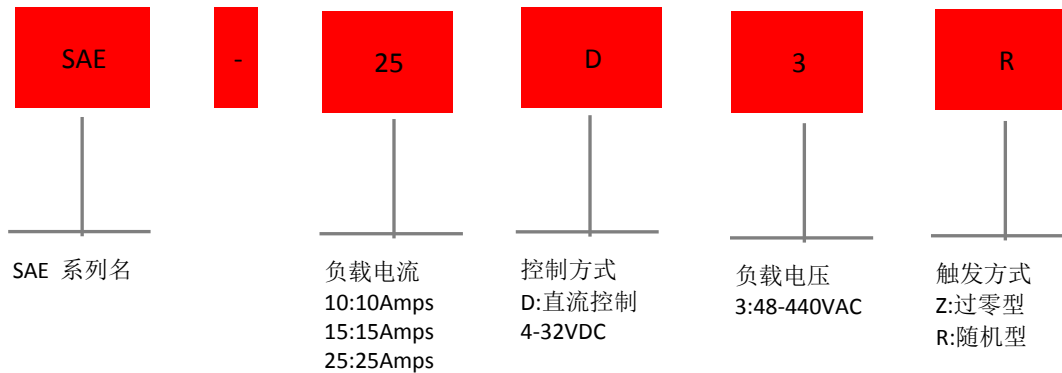 SAE - 25 D 3 R
SAE 系列名
负载电流
10:10Amps
15:15Amps
25:25Amps
控制方式
D:直流控制
4-32VDC
负载电压
3:48-440VAC
触发方式
Z:过零型
R:随机型